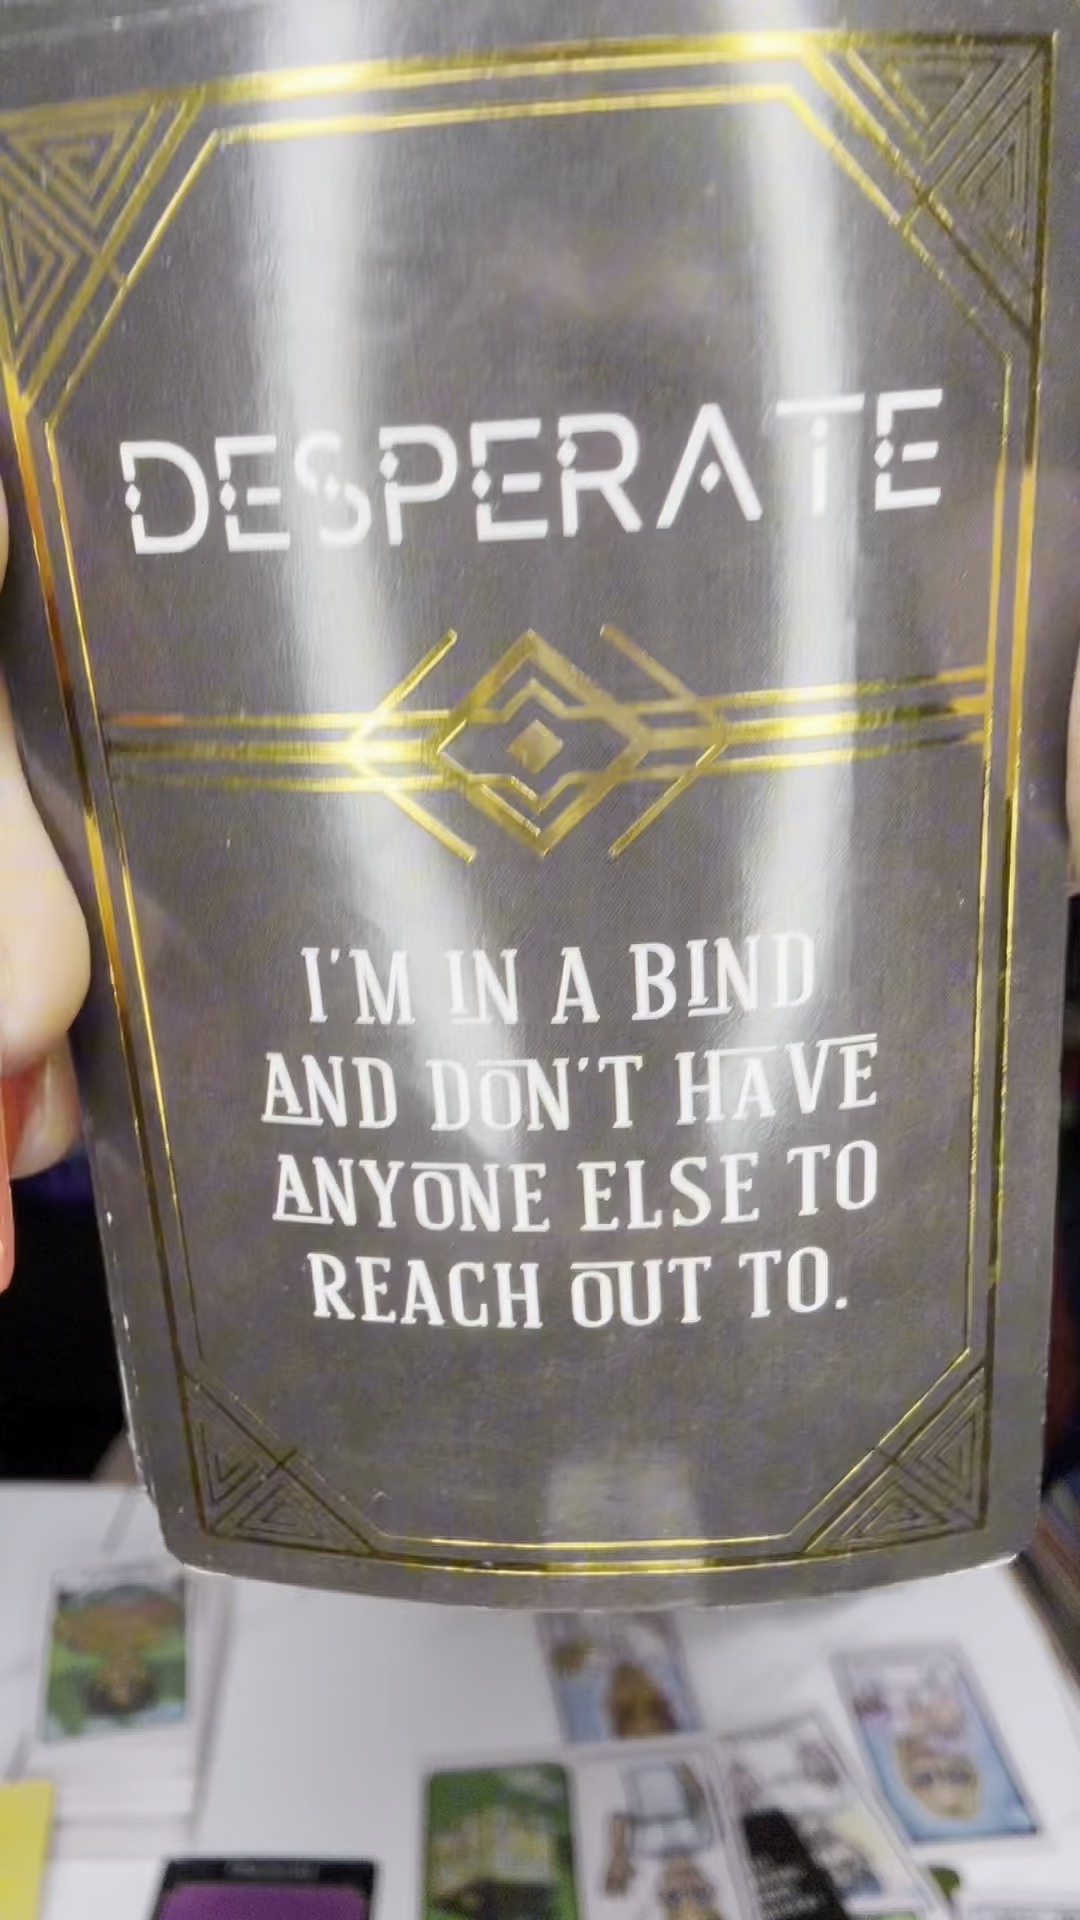 DESPERATE
I'M IN A BIND
AND DON'T HAVE
ANYONE ELSE TO
REACH OUT TO.